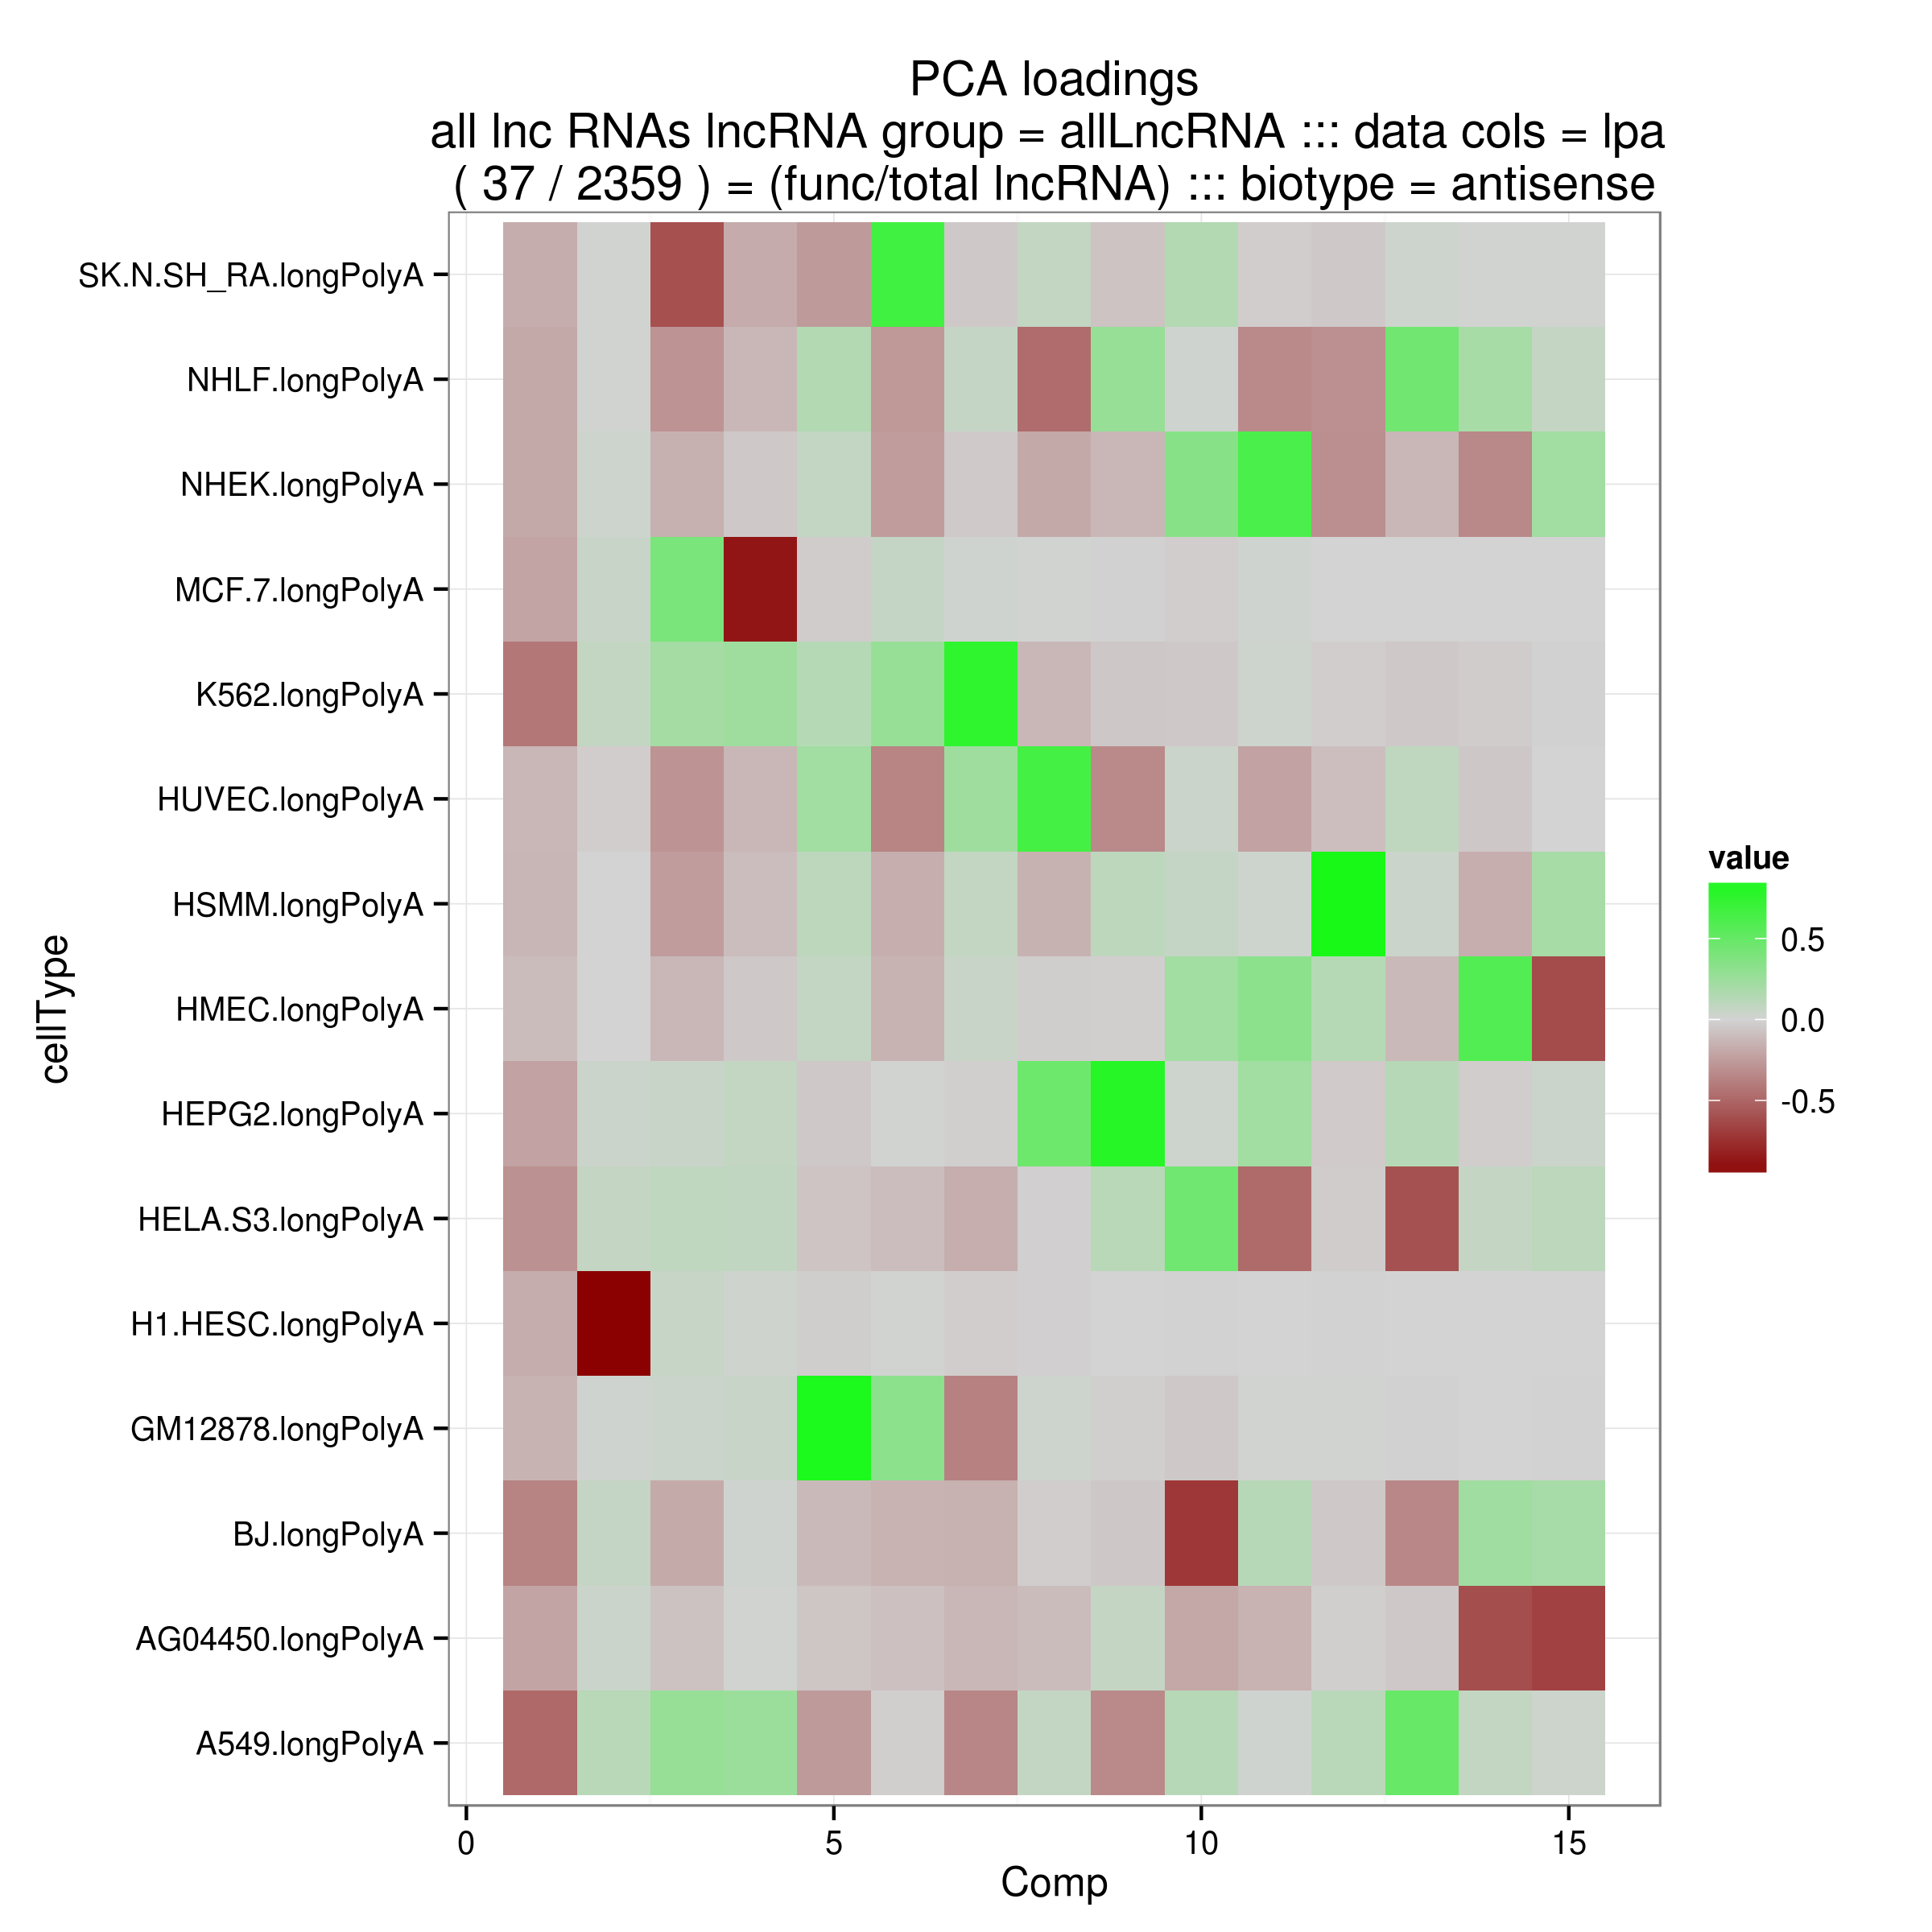 PCA loadings
all lnc RNAs lncRNA group = allLncRNA ::: data cols = lpa
( 37 / 2359 ) = (func/total lncRNA) ::: biotype = antisense
SK.N.SH_RA.longPolyA
NHLF.longPolyA
NHEK.longPolyA
MCF.7.longPolyA
K562.longPolyA
HUVEC.longPolyA
HSMM.longPolyA
HMEC.longPolyA
HEPG2.longPolyA
HELA.S3.longPolyA
H1.HESC.longPolyA
GM12878.longPolyA
BJ.longPolyA
AG04450.longPolyA
A549.longPolyA
cellType
0
5
10
15
Comp
value
0.5
0.0
-0.5